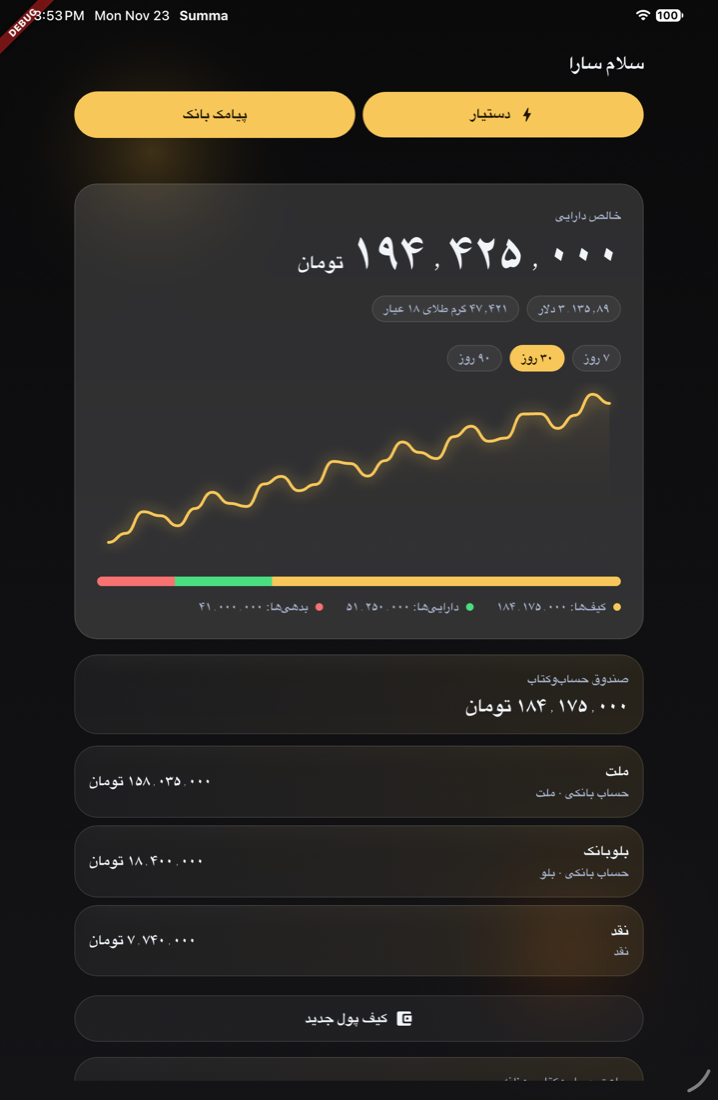 3:53 PM Mon Nov 23 Summa 100
DEBUG
سلام سارا
دستیار
پیامک بانک
خالص دارایی
۱۹۴,۴۲۵,۰۰۰ تومان
۳.۱۳۵,۸۹ دلار
۴۷,۴۲۱ گرم طلای ۱۸ عیار
۷ روز
۳۰ روز
۹۰ روز
کیف‌ها: ۱۸۴.۱۷۵.۰۰۰
دارایی‌ها: ۵۱.۲۵۰.۰۰۰
بدهی‌ها: ۴۱.۰۰۰.۰۰۰
صندوق حساب‌وکتاب
۱۸۴.۱۷۵.۰۰۰ تومان
ملت
حساب بانکی · ملت
۱۵۸.۰۳۵.۰۰۰ تومان
بلوبانک
حساب بانکی · بلو
۱۸.۴۰۰.۰۰۰ تومان
نقد
نقد
۷.۷۴۰.۰۰۰ تومان
کیف پول جدید